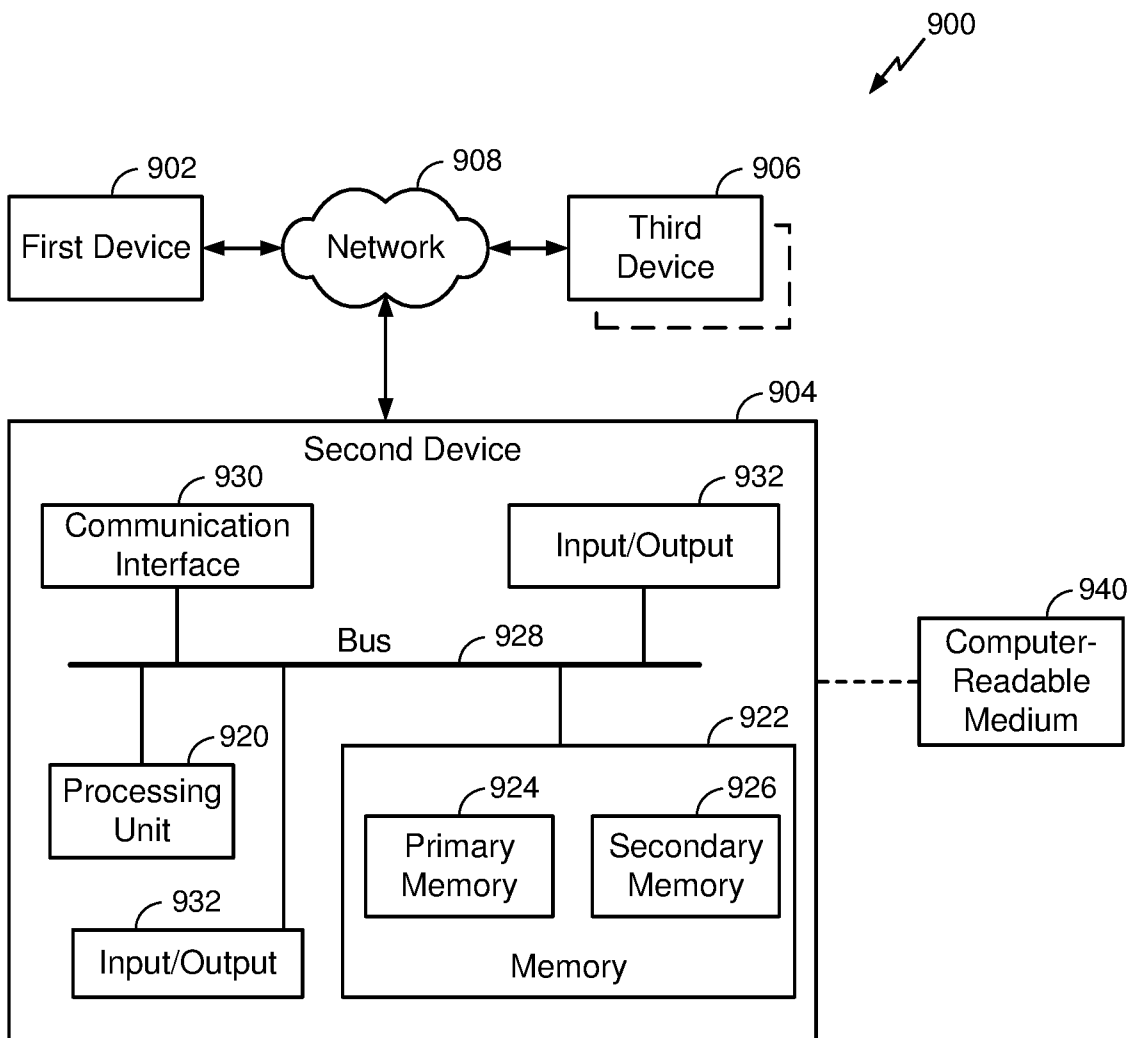 900
902
908
906
First Device
Network
Third
Device
904
Second Device
930
932
Communication
Interface
Input/Output
940
Computer-
Readable
Medium
Bus
928
920
922
Processing
Unit
924
926
Primary
Memory
Secondary
Memory
932
Input/Output
Memory